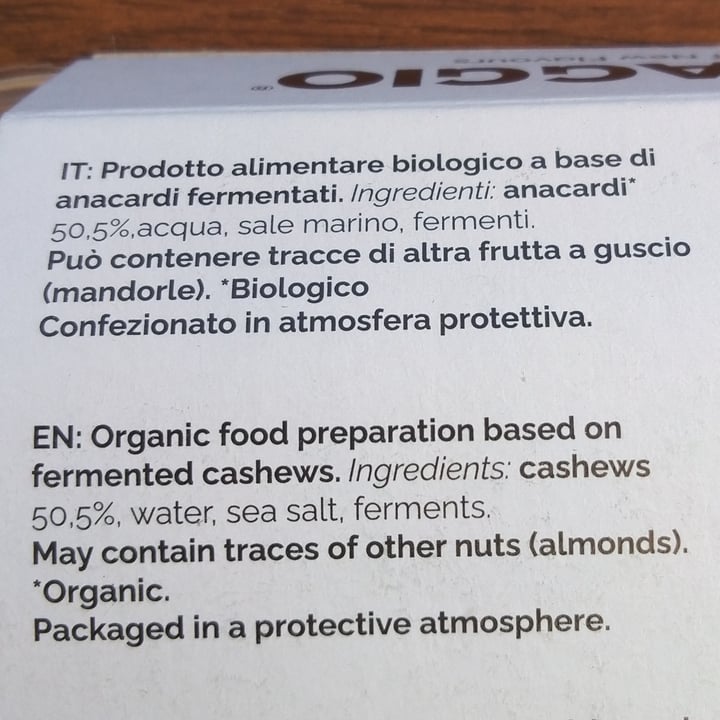 New Flavours
AGGIO®
IT: Prodotto alimentare biologico a base di
anacardi fermentati. Ingredienti: anacardi*
50,5%,acqua, sale marino, fermenti.
Può contenere tracce di altra frutta a guscio
(mandorle). *Biologico
Confezionato in atmosfera protettiva.
EN: Organic food preparation based on
fermented cashews. Ingredients: cashews
50,5%, water, sea salt, ferments.
May contain traces of other nuts (almonds).
*Organic.
Packaged in a protective atmosphere.